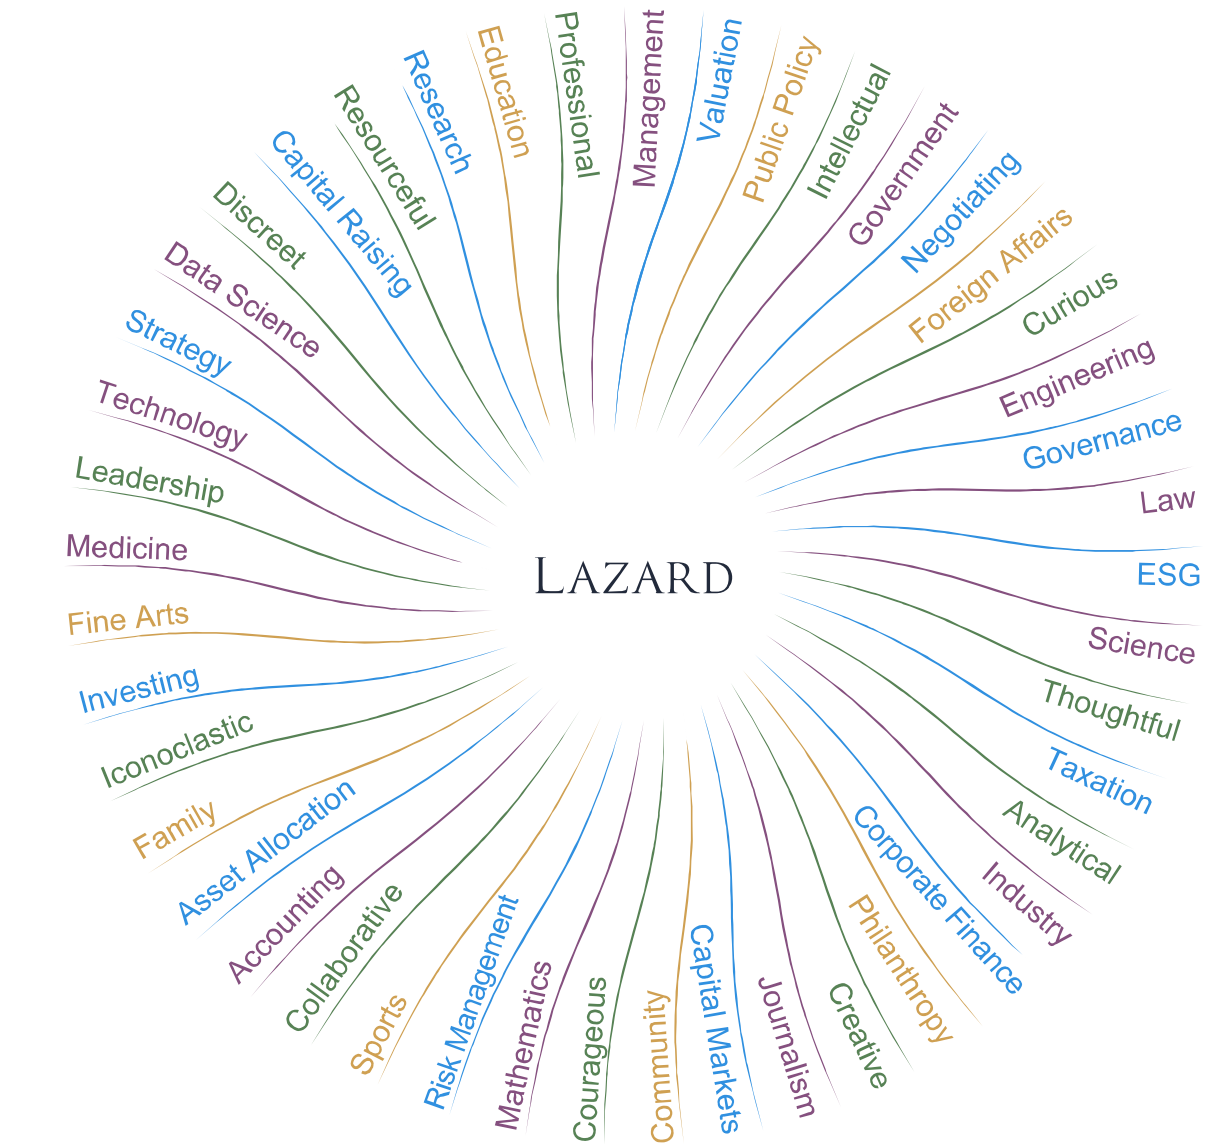 Management
Valuation
Public Policy
Intellectual
Government
Negotiating
Foreign Affairs
Curious
Engineering
Governance
Law
ESG
Science
Thoughtful
Taxation
Analytical
Industry
Corporate Finance
Philanthropy
Creative
Journalism
Capital Markets
Community
Courageous
Mathematics
Risk Management
Sports
Collaborative
Accounting
Asset Allocation
Family
Iconoclastic
Investing
Fine Arts
Medicine
Leadership
Technology
Strategy
Data Science
Discreet
Capital Raising
Resourceful
Research
Education
Professional
LAZARD